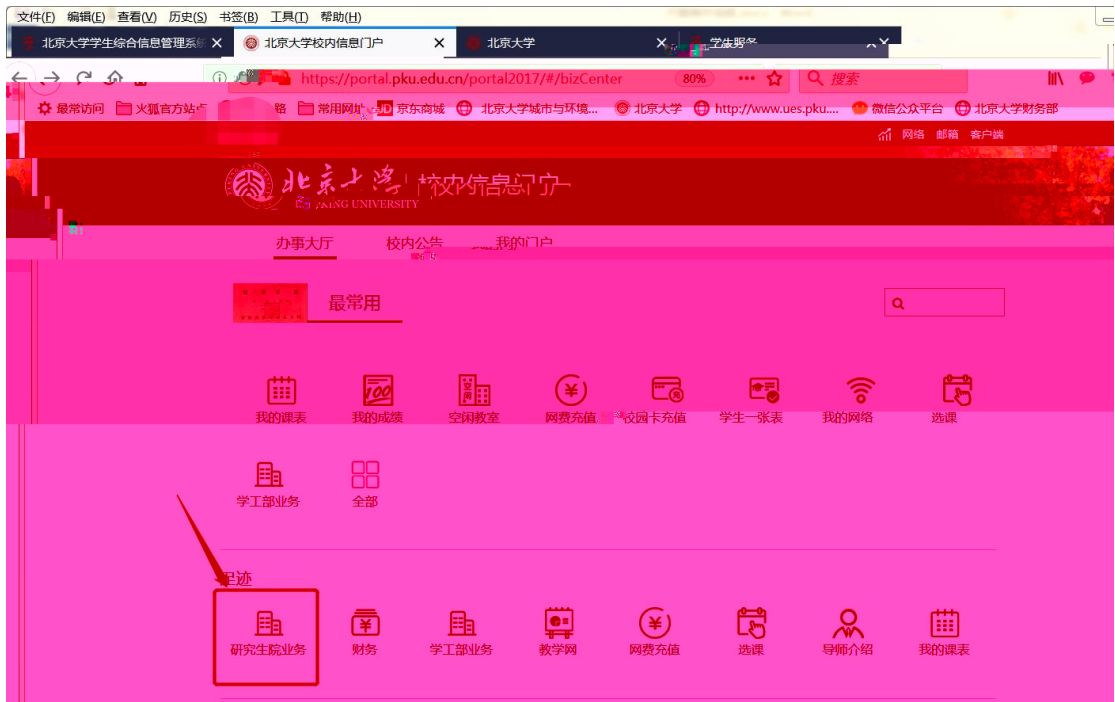 文件(F) 编辑(E) 查看(V) 历史(S) 书签(B) 工具(T) 帮助(H)
北京大学学生综合信息管理系统 北京大学校内信息门户 北京大学 学生服务
https://portal.pku.edu.cn/portal2017/#/bizCenter 80% 搜索
最常访问 火狐官方站点 常用网址 JD 京东商城 北京大学城市与环境... 北京大学 http://www.ues.pku.... 微信公众平台 北京大学财务部
网络 邮箱 客户端
北京大学 校内信息门户
PEKING UNIVERSITY
办事大厅 校内公告 我的门户
最常用
我的课表 我的成绩 空闲教室 网费充值 校园卡充值 学生一张表 我的网络 选课
学工部业务 全部
足迹
研究生院业务 财务 学工部业务 教学网 网费充值 选课 导师介绍 我的课表